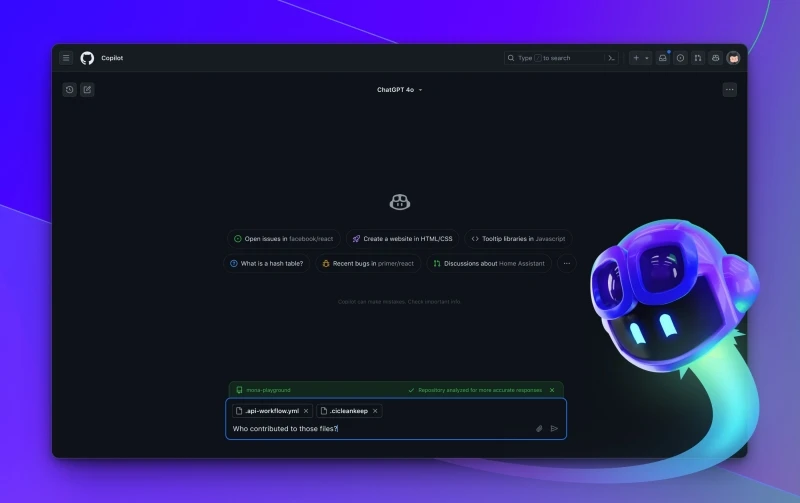 Copilot
Type / to search
ChatGPT 4o
Open issues in facebook/react
Create a website in HTML/CSS
Tooltip libraries in Javascript
What is a hash table?
Recent bugs in primer/react
Discussions about Home Assistant
Copilot can make mistakes. Check important info.
mona-playground
Repository analyzed for more accurate responses
.api-workflow.yml
.cicleankeep
Who contributed to those files?